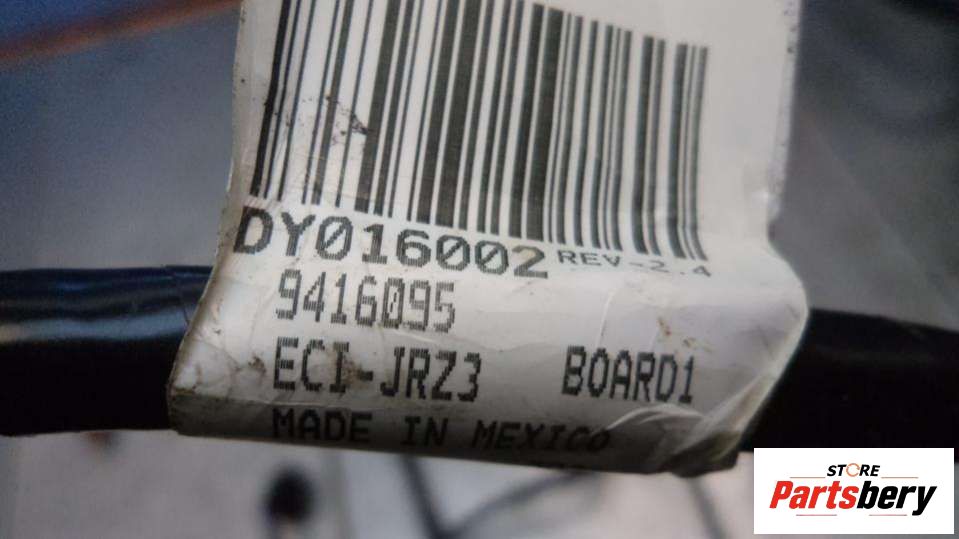 DY016002 REV -2.4
9416095
ECI-JRZ3 BOARD1
MADE IN MEXICO
STORE
Partsbery